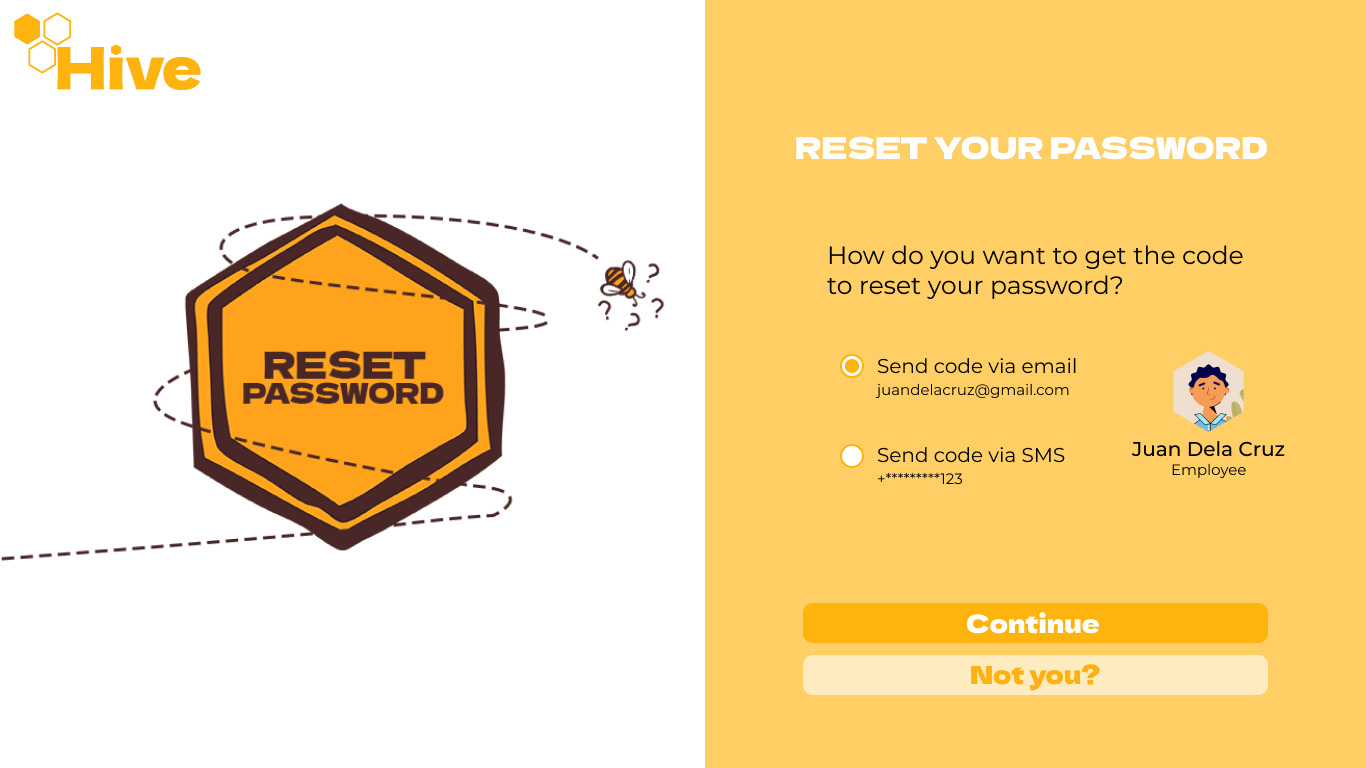 Hive
RESET
PASSWORD
? ? ? ?
RESET YOUR PASSWORD
How do you want to get the code
to reset your password?
Send code via email
juandelacruz@gmail.com
Send code via SMS
+*********123
Juan Dela Cruz
Employee
Continue
Not you?